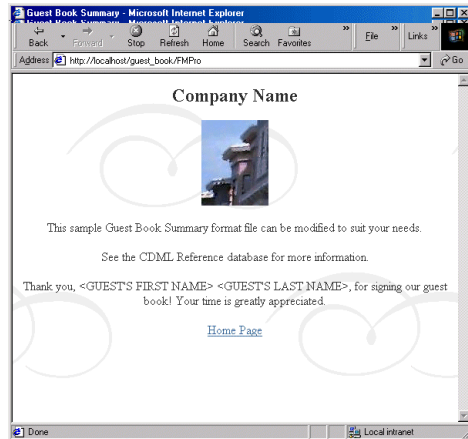 Guest Book Summary - Microsoft Internet Explorer
Back Forward Stop Refresh Home Search Favorites » File » Links »
Address http://localhost/guest_book/FMPro Go
Company Name
This sample Guest Book Summary format file can be modified to suit your needs.
See the CDML Reference database for more information.
Thank you, <GUEST'S FIRST NAME> <GUEST'S LAST NAME>, for signing our guest
book! Your time is greatly appreciated.
Home Page
Done Local intranet